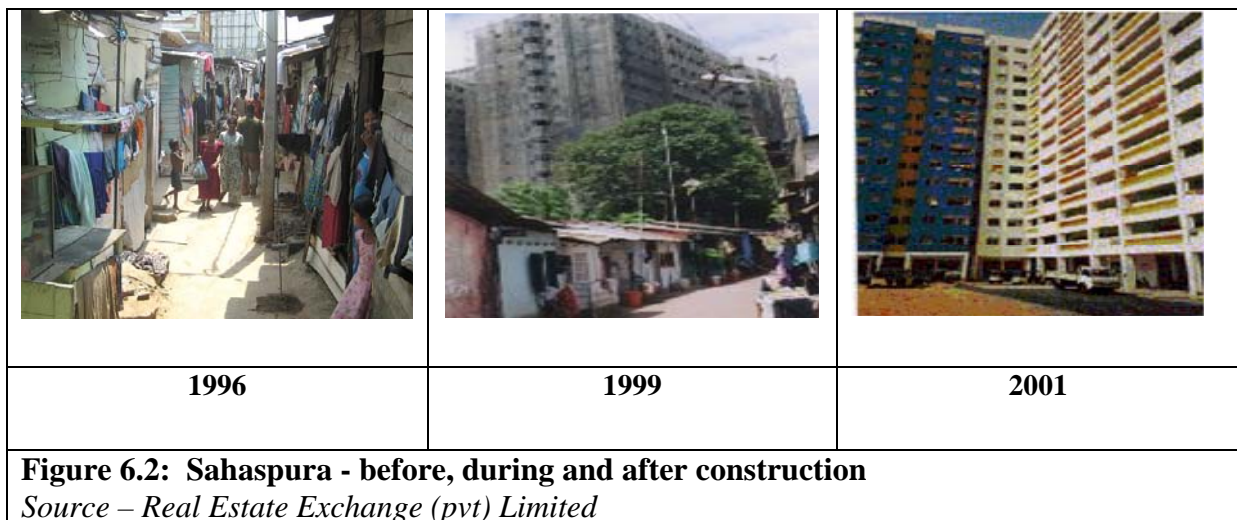 1996
1999
2001
Figure 6.2:  Sahaspura - before, during and after construction
Source – Real Estate Exchange (pvt) Limited